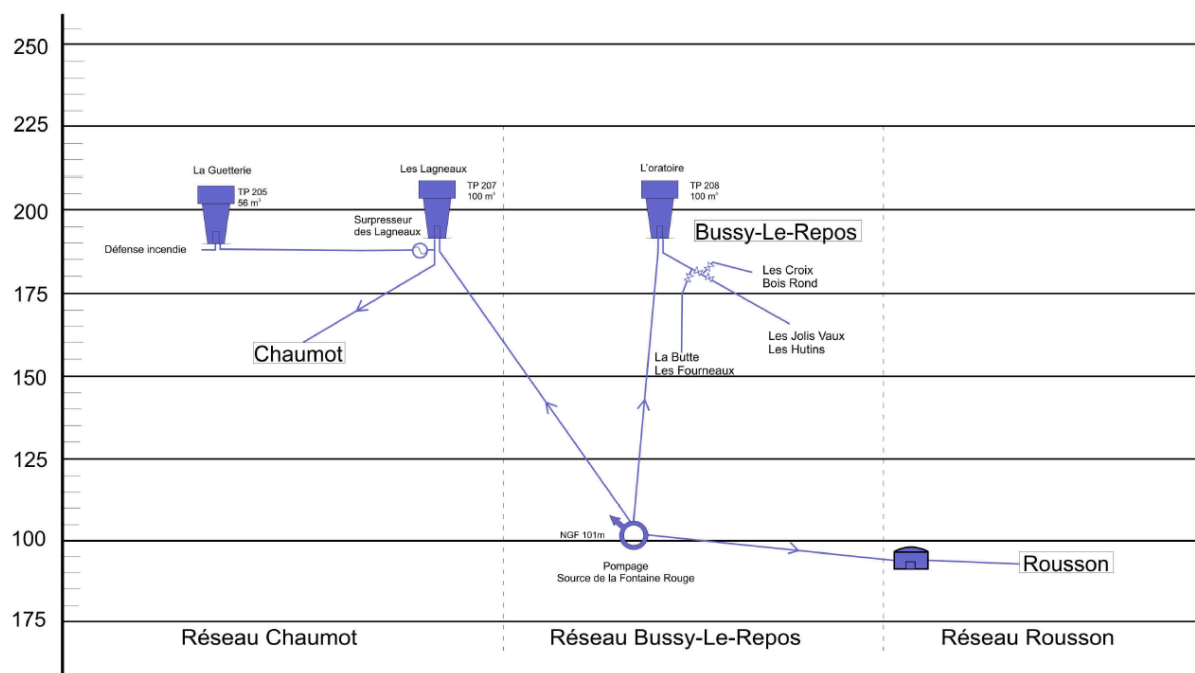 250
225
La Guetterie
Les Lagneaux
L'oratoire
TP 205
56 m³
TP 207
100 m³
TP 208
100 m³
200
Surpresseur
des Lagneaux
Bussy-Le-Repos
Défense incendie
Les Croix
Bois Rond
175
Les Jolis Vaux
Les Hutins
Chaumot
La Butte
Les Fourneaux
150
125
100
NGF 101m
Pompage
Source de la Fontaine Rouge
Rousson
175
Réseau Chaumot
Réseau Bussy-Le-Repos
Réseau Rousson